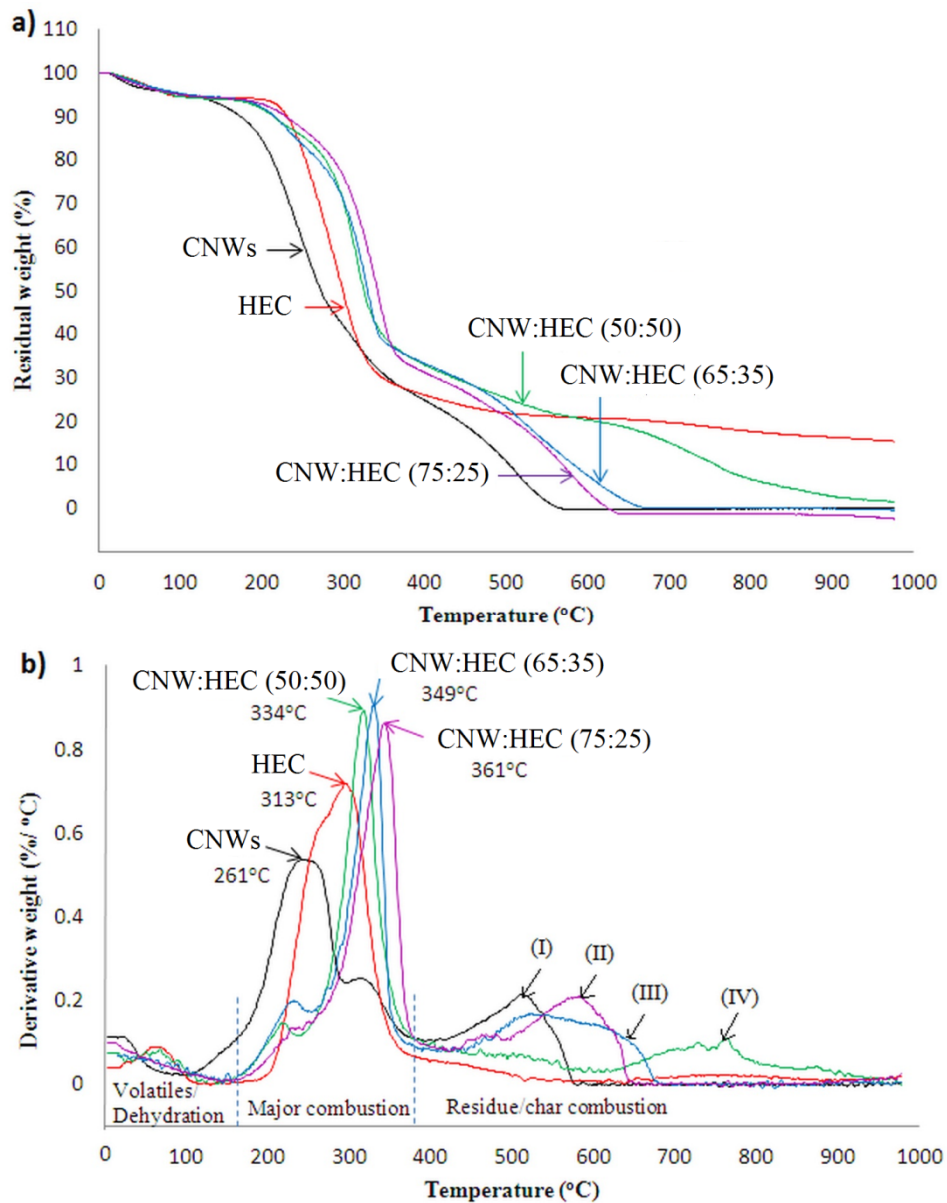 a)
110
100
90
80
70
60
50
40
30
20
10
0
Residual weight (%)
CNWs
HEC
CNW:HEC (50:50)
CNW:HEC (65:35)
CNW:HEC (75:25)
0 100 200 300 400 500 600 700 800 900 1000
Temperature (°C)
b)
1
0.8
0.6
0.4
0.2
0
Derivative weight (%/ °C)
CNW:HEC (65:35)
349°C
CNW:HEC (50:50)
334°C
CNW:HEC (75:25)
361°C
HEC
313°C
CNWs
261°C
(I)
(II)
(III)
(IV)
Volatiles/
Dehydration
Major combustion
Residue/char combustion
0 100 200 300 400 500 600 700 800 900 1000
Temperature (°C)